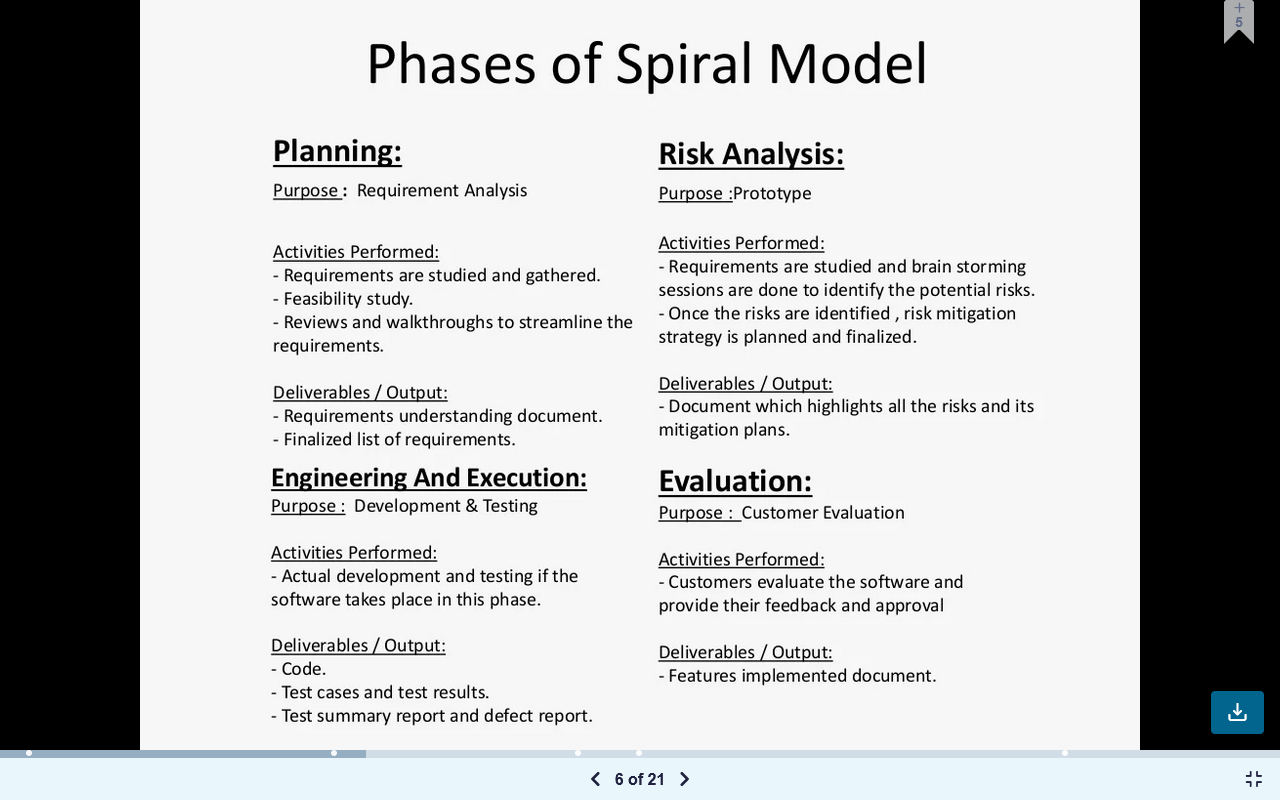 Phases of Spiral Model
Planning:
Purpose : Requirement Analysis
Activities Performed:
- Requirements are studied and gathered.
- Feasibility study.
- Reviews and walkthroughs to streamline the
requirements.
Deliverables / Output:
- Requirements understanding document.
- Finalized list of requirements.
Risk Analysis:
Purpose :Prototype
Activities Performed:
- Requirements are studied and brain storming
sessions are done to identify the potential risks.
- Once the risks are identified , risk mitigation
strategy is planned and finalized.
Deliverables / Output:
- Document which highlights all the risks and its
mitigation plans.
Engineering And Execution:
Purpose : Development & Testing
Activities Performed:
- Actual development and testing if the
software takes place in this phase.
Deliverables / Output:
- Code.
- Test cases and test results.
- Test summary report and defect report.
Evaluation:
Purpose : Customer Evaluation
Activities Performed:
- Customers evaluate the software and
provide their feedback and approval
Deliverables / Output:
- Features implemented document.
+
5
6 of 21